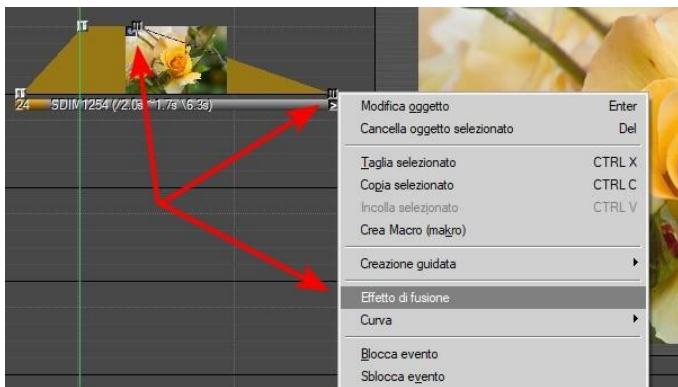 24 SDIM1254 (/2.0s ¯1.7s \6.3s)
Modifica oggetto Enter
Cancella oggetto selezionato Del
Taglia selezionato CTRL X
Copia selezionato CTRL C
Incolla selezionato CTRL V
Crea Macro (makro)
Creazione guidata
Effetto di fusione
Curva
Blocca evento
Sblocca evento